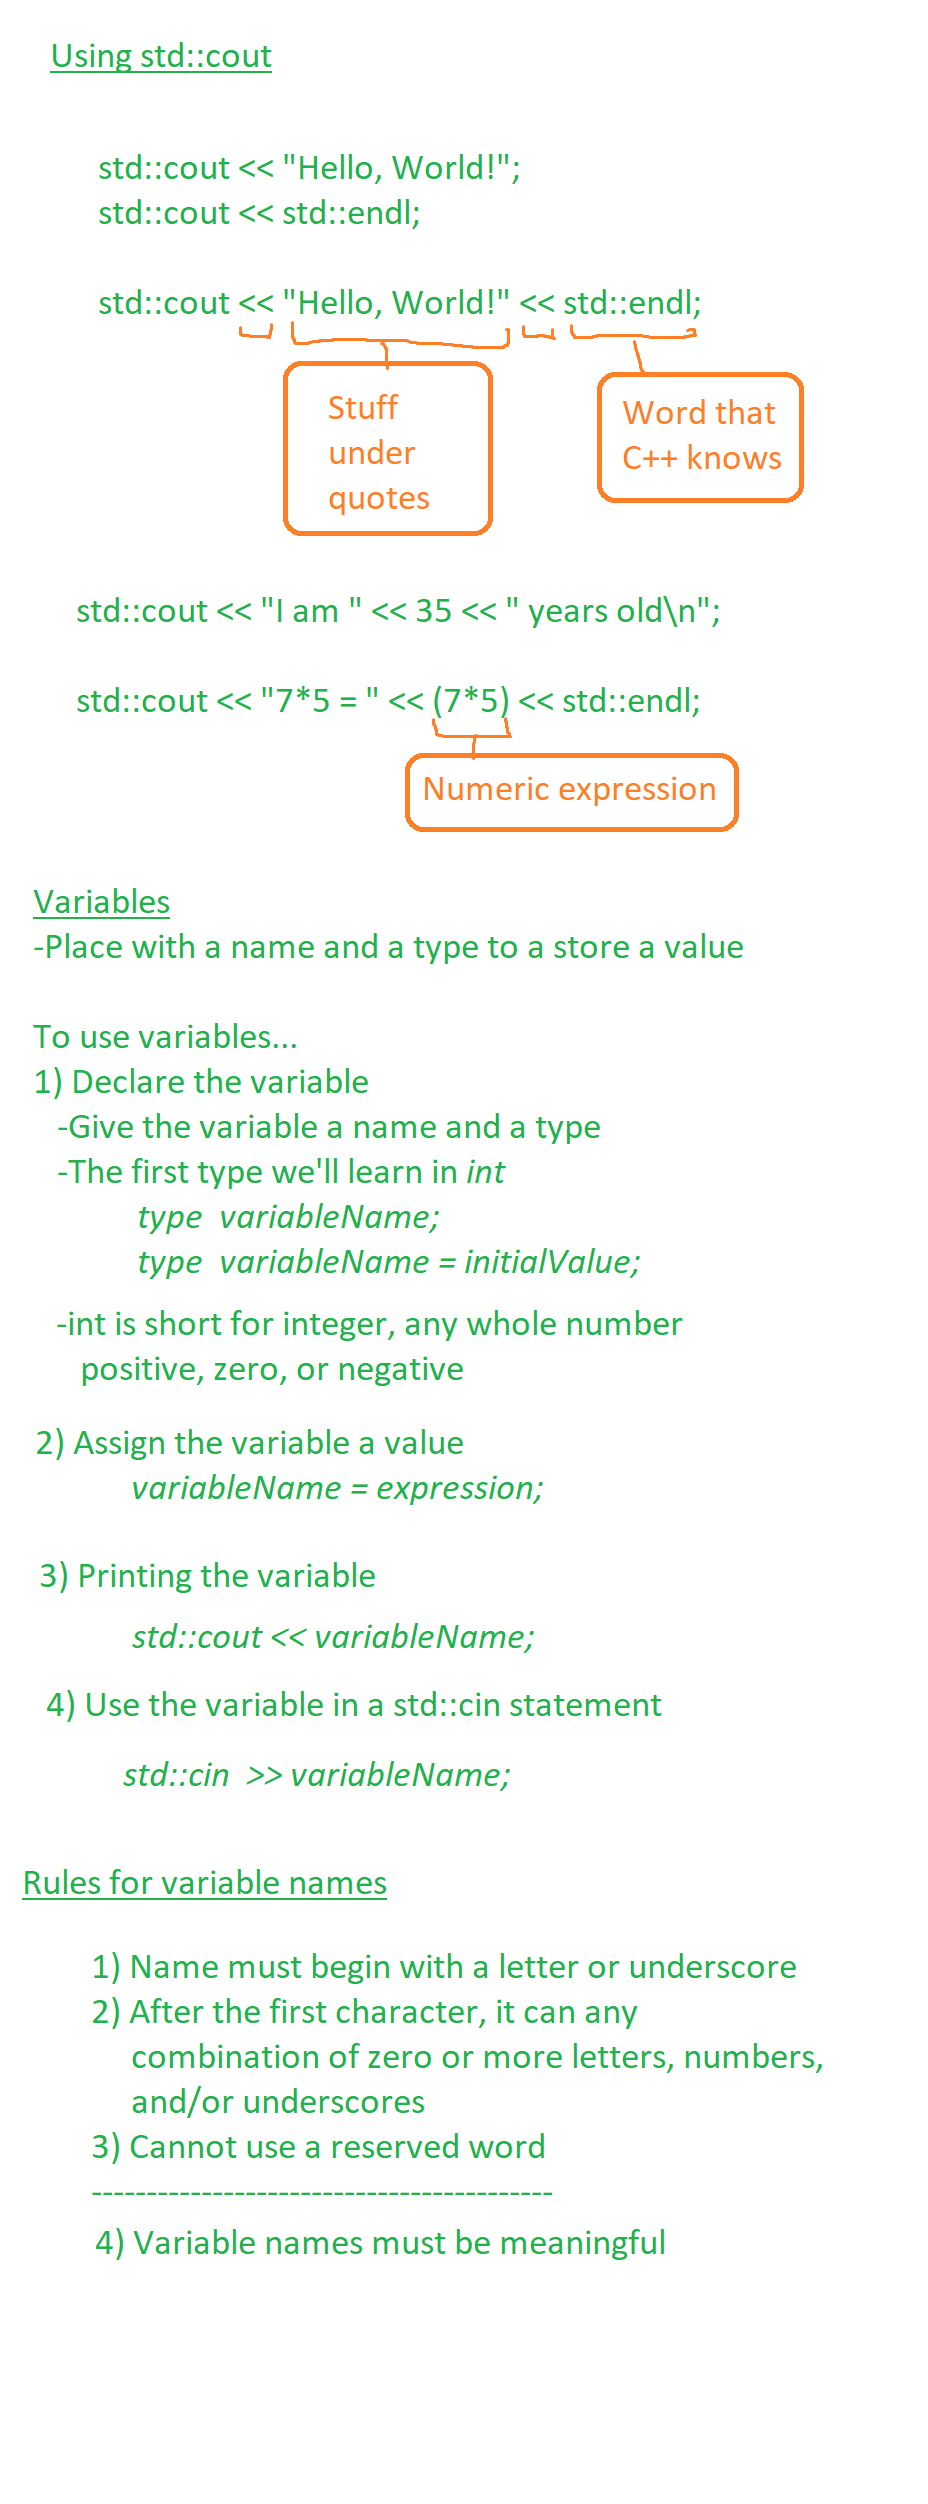 Using std::cout
std::cout << "Hello, World!";
std::cout << std::endl;
std::cout << "Hello, World!" << std::endl;
Stuff
under
quotes
Word that
C++ knows
std::cout << "I am " << 35 << " years old\n";
std::cout << "7*5 = " << (7*5) << std::endl;
Numeric expression
Variables
-Place with a name and a type to a store a value
To use variables...
1) Declare the variable
-Give the variable a name and a type
-The first type we'll learn in int
type  variableName;
type  variableName = initialValue;
-int is short for integer, any whole number
positive, zero, or negative
2) Assign the variable a value
variableName = expression;
3) Printing the variable
std::cout << variableName;
4) Use the variable in a std::cin statement
std::cin  >> variableName;
Rules for variable names
1) Name must begin with a letter or underscore
2) After the first character, it can any
combination of zero or more letters, numbers,
and/or underscores
3) Cannot use a reserved word
------------------------------------------
4) Variable names must be meaningful